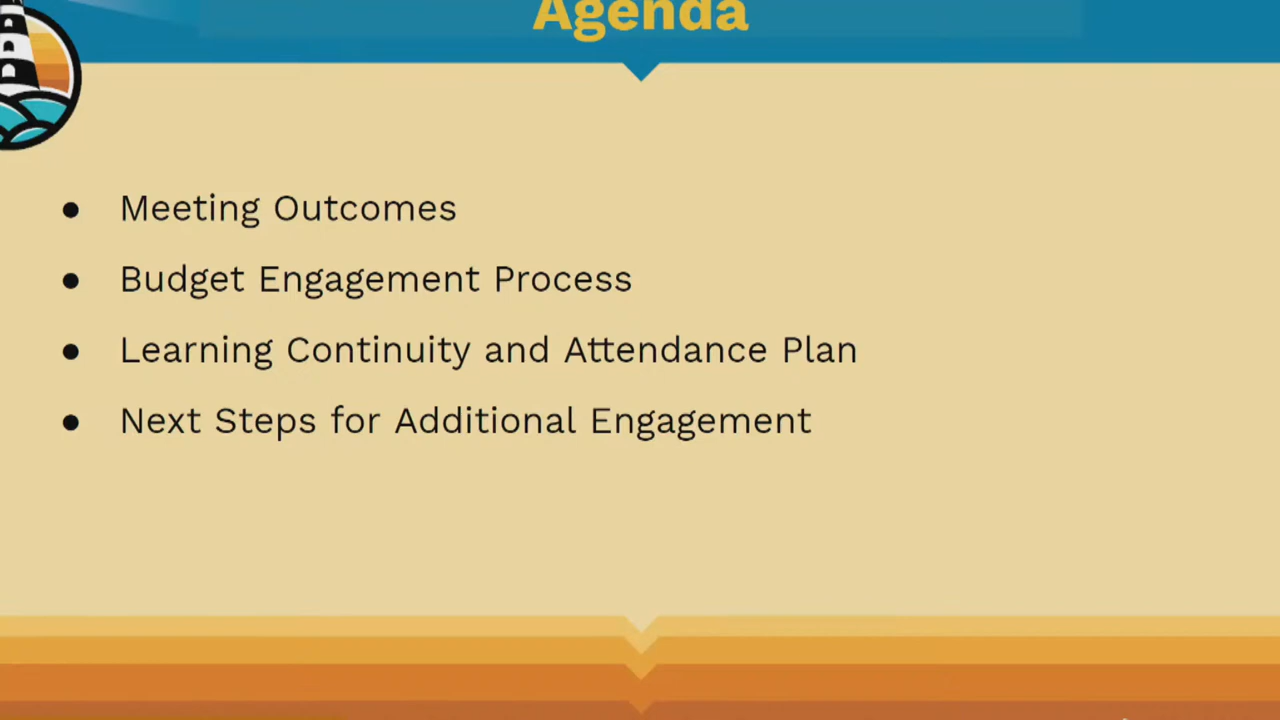 Agenda
● Meeting Outcomes
● Budget Engagement Process
● Learning Continuity and Attendance Plan
● Next Steps for Additional Engagement